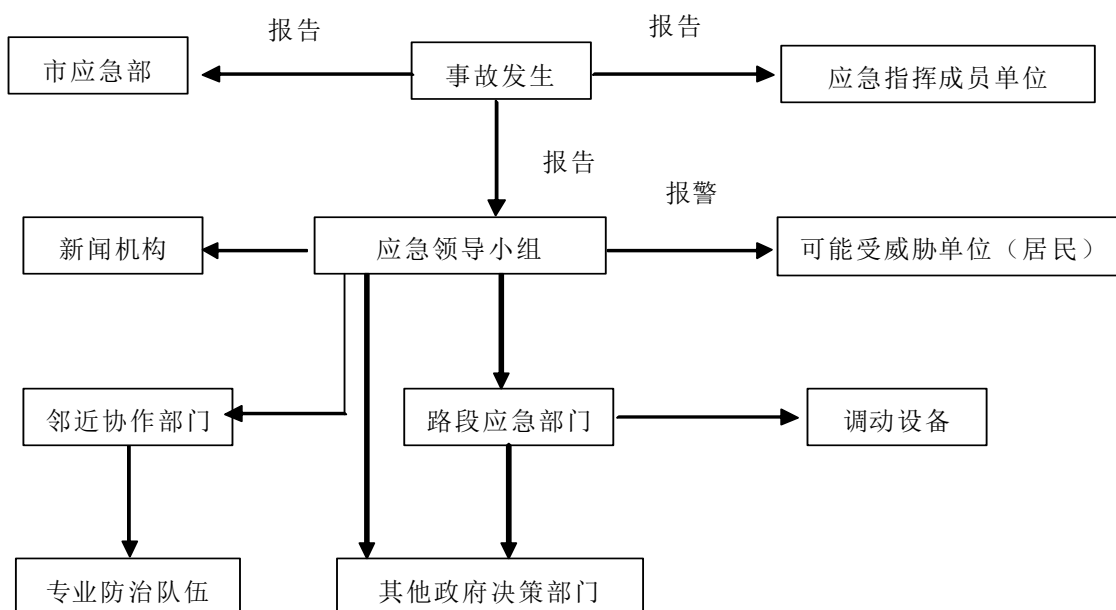 报告
报告
市应急部
事故发生
应急指挥成员单位
报告
报警
新闻机构
应急领导小组
可能受威胁单位（居民）
邻近协作部门
路段应急部门
调动设备
专业防治队伍
其他政府决策部门